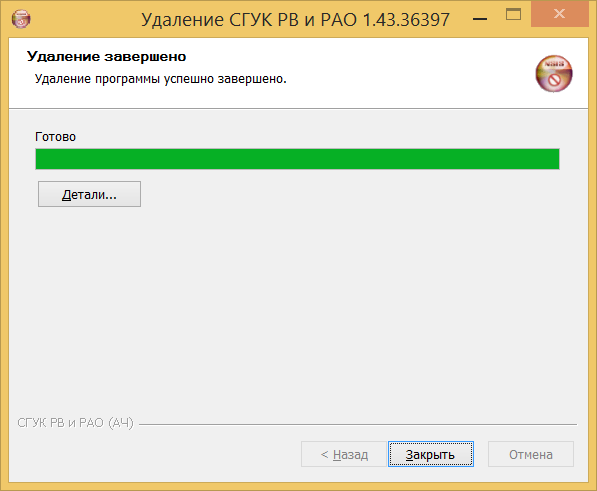 Удаление СГУК РВ и РАО 1.43.36397
Удаление завершено
Удаление программы успешно завершено.
Готово
Детали...
СГУК РВ и РАО (АЧ)
< Назад
Закрыть
Отмена